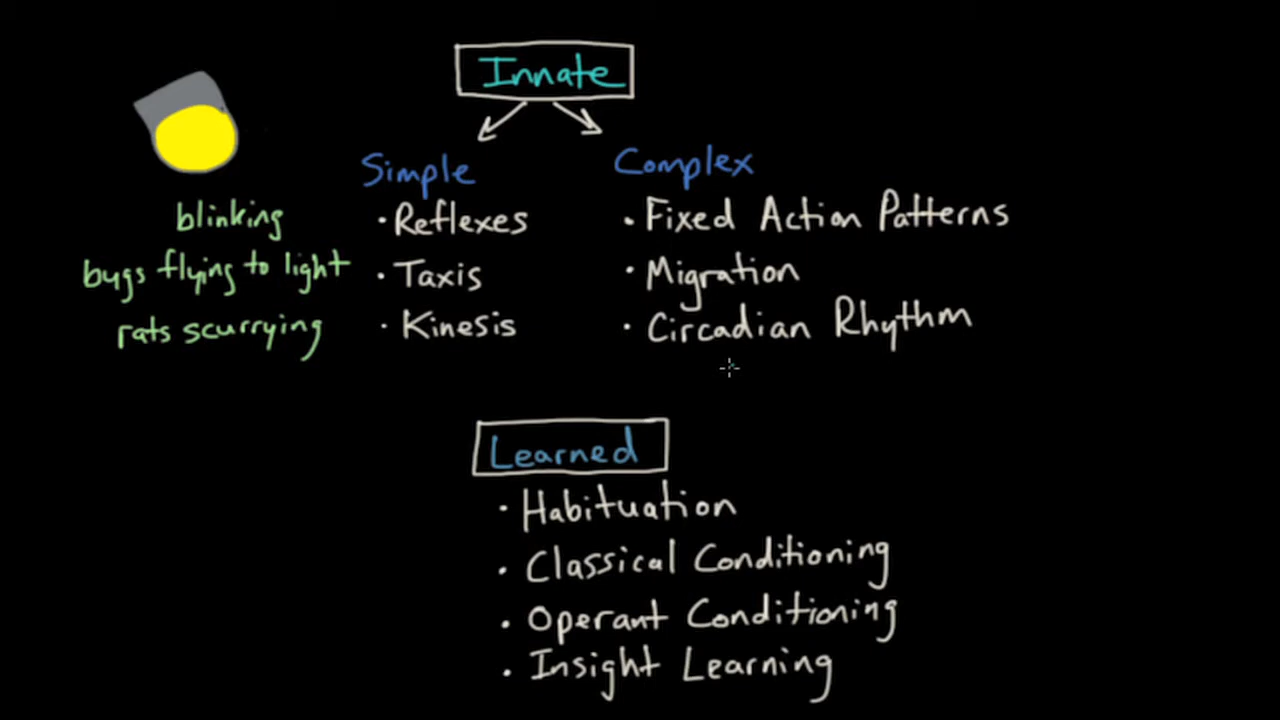 Innate
Simple Complex
blinking • Reflexes • Fixed Action Patterns
bugs flying to light • Taxis • Migration
rats scurrying • Kinesis • Circadian Rhythm
Learned
• Habituation
• Classical Conditioning
• Operant Conditioning
• Insight Learning